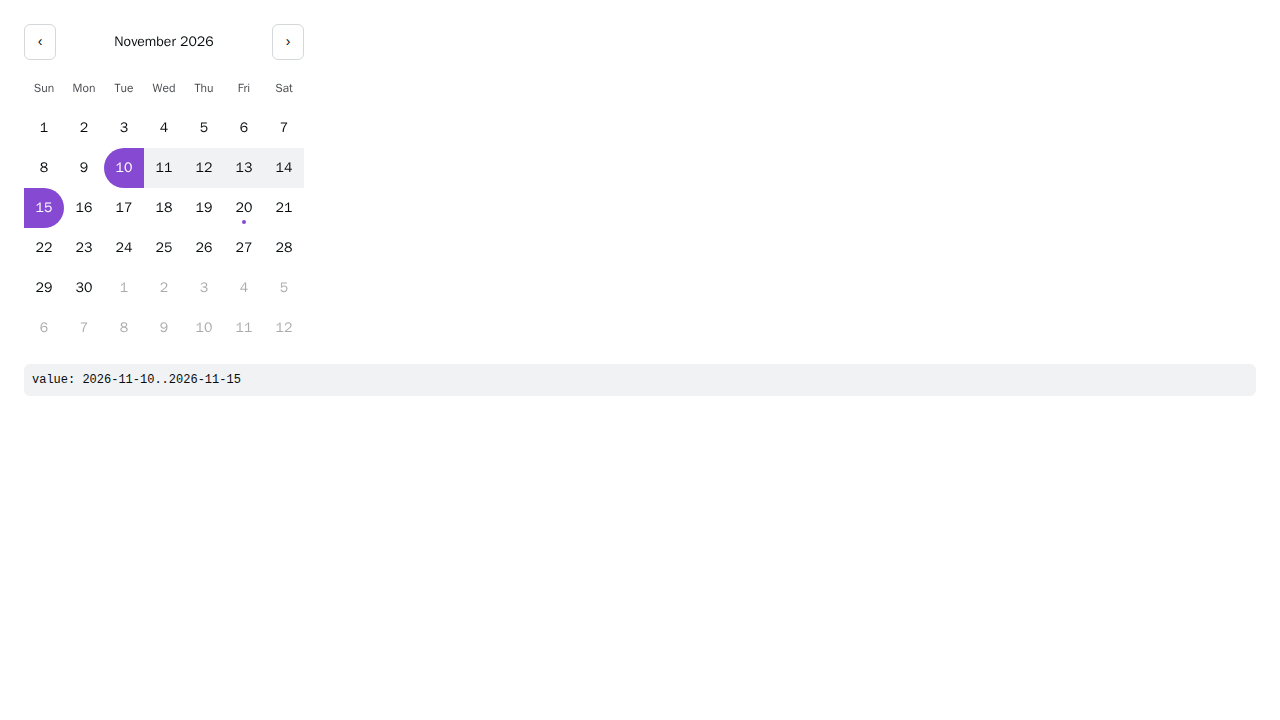 ‹ November 2026 ›
Sun Mon Tue Wed Thu Fri Sat
1 2 3 4 5 6 7
8 9 10 11 12 13 14
15 16 17 18 19 20 21
22 23 24 25 26 27 28
29 30 1 2 3 4 5
6 7 8 9 10 11 12
value: 2026-11-10..2026-11-15